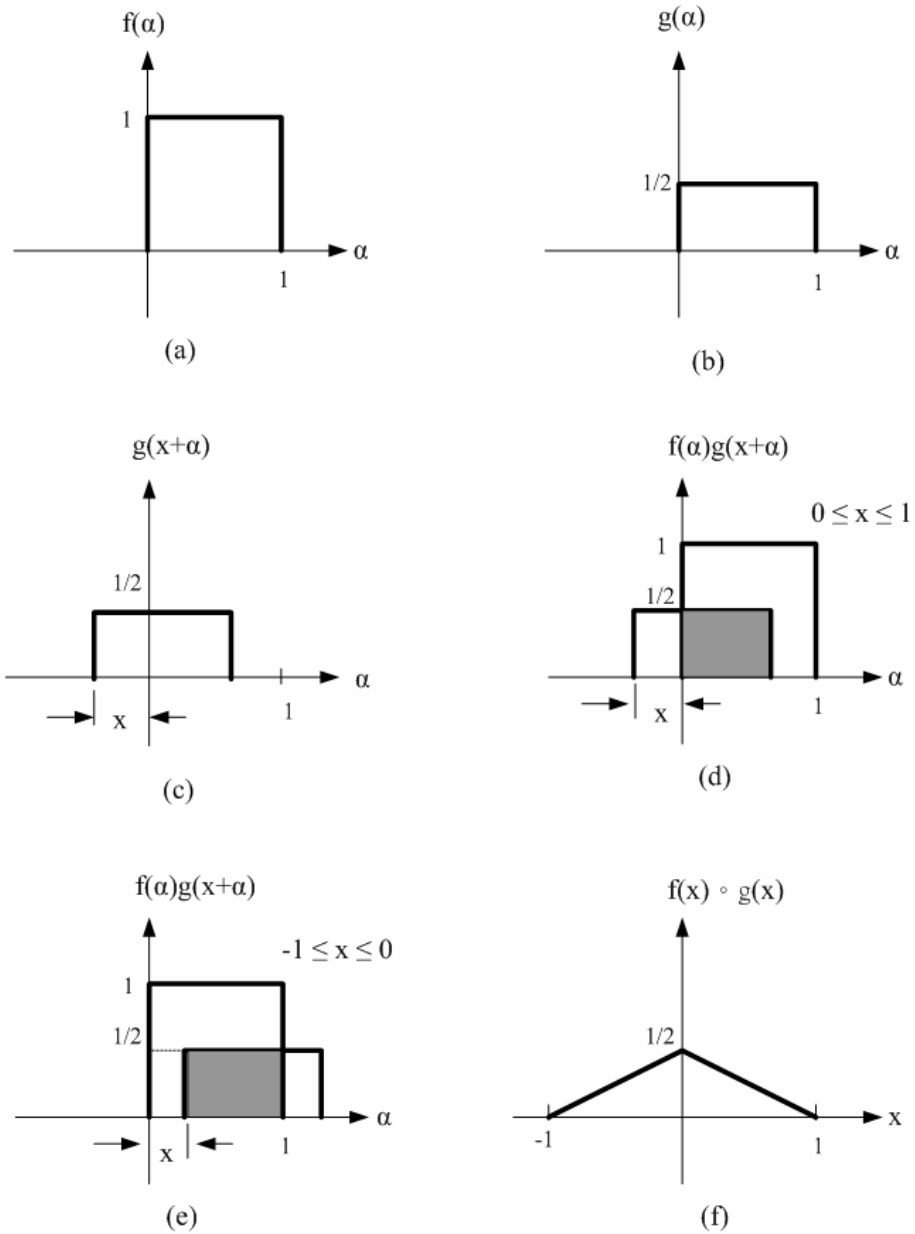 f(α)
1
α
1
(a)
g(α)
1/2
α
1
(b)
g(x+α)
1/2
α
1
x
(c)
f(α)g(x+α)
0 ≤ x ≤ 1
1
1/2
α
x
1
(d)
f(α)g(x+α)
-1 ≤ x ≤ 0
1
1/2
α
x
1
(e)
f(x) ∘ g(x)
1/2
x
-1
1
(f)